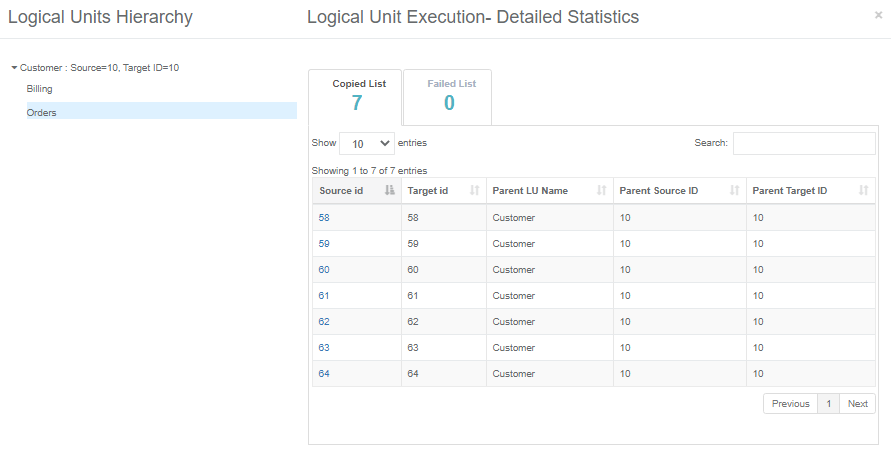 Logical Units Hierarchy
Logical Unit Execution- Detailed Statistics
×
Customer : Source=10, Target ID=10
Billing
Orders
Copied List
7
Failed List
0
Show 10 entries
Search:
Showing 1 to 7 of 7 entries
Source id Target id Parent LU Name Parent Source ID Parent Target ID
58 58 Customer 10 10
59 59 Customer 10 10
60 60 Customer 10 10
61 61 Customer 10 10
62 62 Customer 10 10
63 63 Customer 10 10
64 64 Customer 10 10
Previous 1 Next